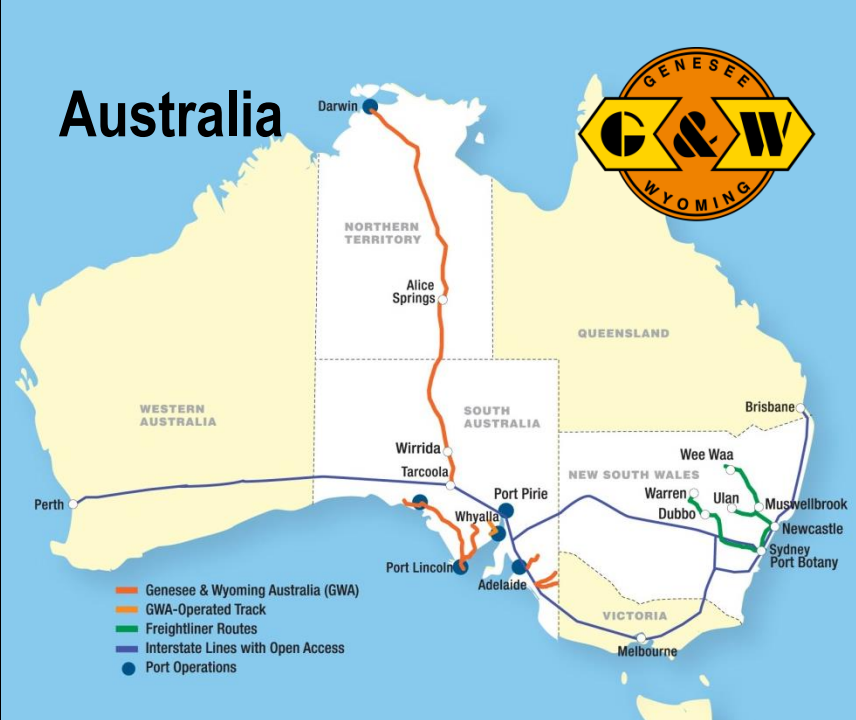 Australia
GENESEE
G&W
WYOMING
Darwin
NORTHERN
TERRITORY
Alice
Springs
QUEENSLAND
WESTERN
AUSTRALIA
SOUTH
AUSTRALIA
Brisbane
Wirrida
Tarcoola
Wee Waa
NEW SOUTH WALES
Perth
Port Pirie
Warren
Ulan
Muswellbrook
Whyalla
Dubbo
Newcastle
Sydney
Port Botany
Port Lincoln
Adelaide
VICTORIA
Melbourne
Genesee & Wyoming Australia (GWA)
GWA-Operated Track
Freightliner Routes
Interstate Lines with Open Access
Port Operations